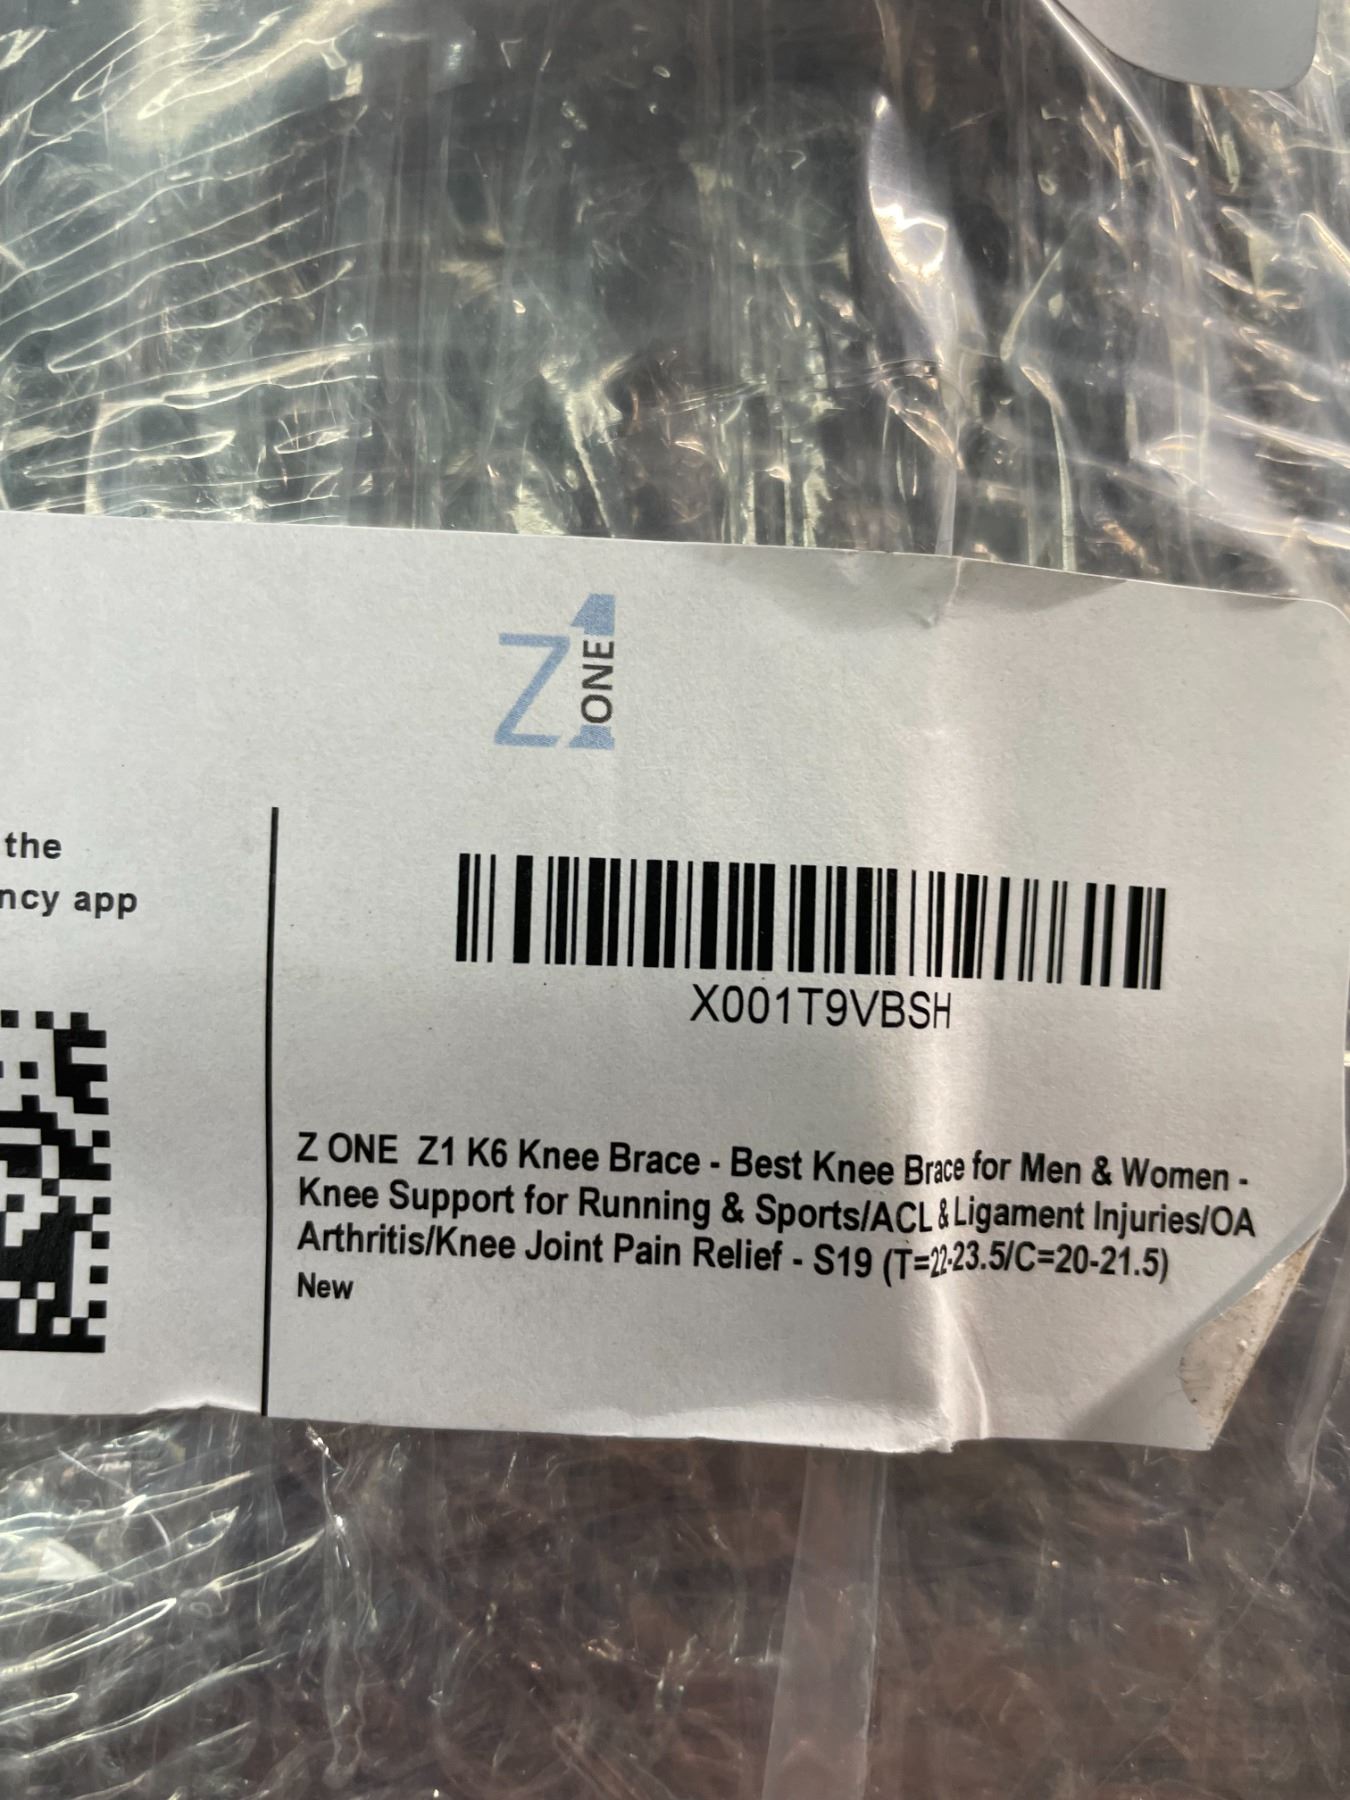 Z ONE
the
ncy app
X001T9VBSH
Z ONE Z1 K6 Knee Brace - Best Knee Brace for Men & Women -
Knee Support for Running & Sports/ACL & Ligament Injuries/OA
Arthritis/Knee Joint Pain Relief - S19 (T=22-23.5/C=20-21.5)
New